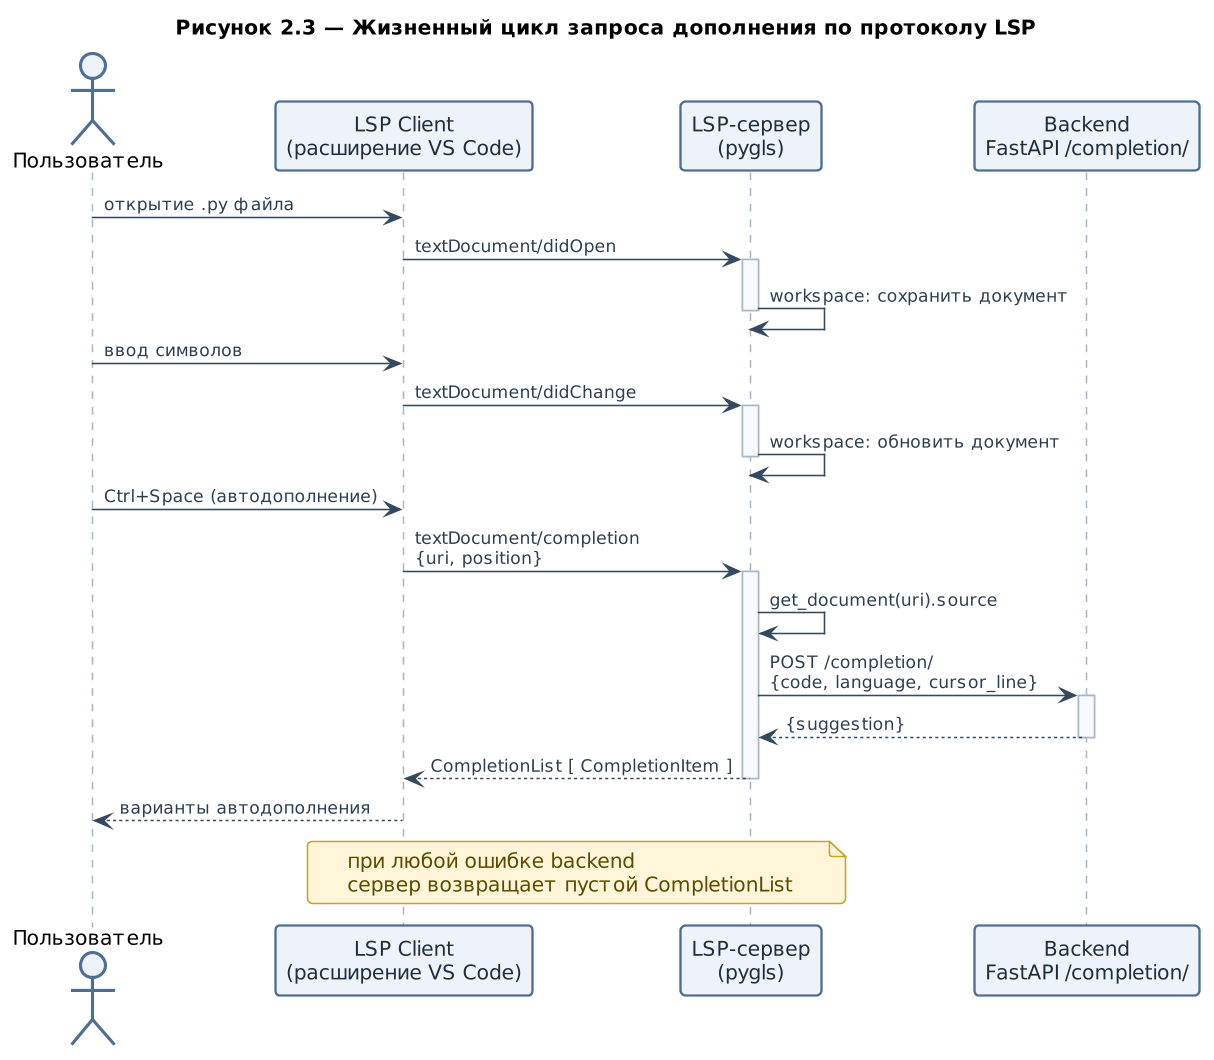 Рисунок 2.3 — Жизненный цикл запроса дополнения по протоколу LSP
Пользователь
LSP Client
(расширение VS Code)
LSP-сервер
(pygls)
Backend
FastAPI /completion/
открытие .py файла
textDocument/didOpen
workspace: сохранить документ
ввод символов
textDocument/didChange
workspace: обновить документ
Ctrl+Space (автодополнение)
textDocument/completion
{uri, position}
get_document(uri).source
POST /completion/
{code, language, cursor_line}
{suggestion}
CompletionList [ CompletionItem ]
варианты автодополнения
при любой ошибке backend
сервер возвращает пустой CompletionList
Пользователь
LSP Client
(расширение VS Code)
LSP-сервер
(pygls)
Backend
FastAPI /completion/